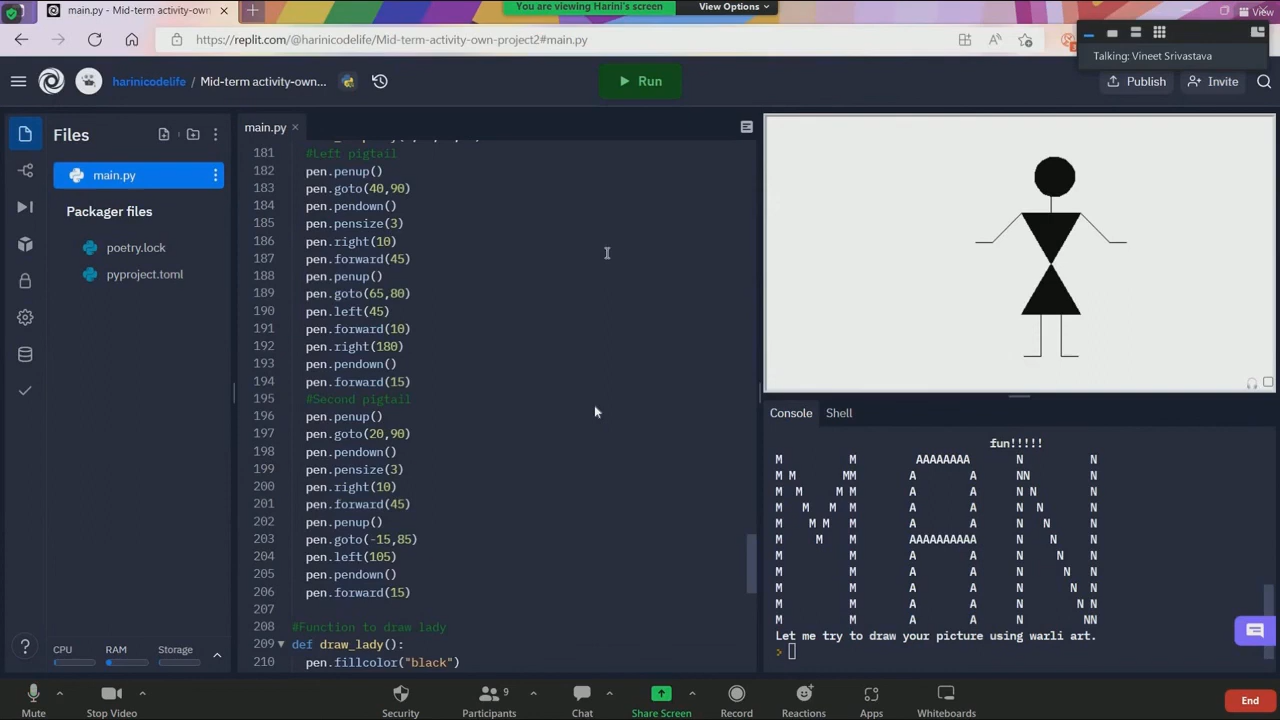 main.py - Mid-term activity-own-
You are viewing Harini's screen
View Options
View
https://replit.com/@harinicodelife/Mid-term-activity-own-project2#main.py
Talking: Vineet Srivastava
harinicodelife / Mid-term activity-own...
Run
Publish
Invite
Files
main.py
Packager files
poetry.lock
pyproject.toml
CPU
RAM
Storage
main.py
181 #Left pigtail
182 pen.penup()
183 pen.goto(40,90)
184 pen.pendown()
185 pen.pensize(3)
186 pen.right(10)
187 pen.forward(45)
188 pen.penup()
189 pen.goto(65,80)
190 pen.left(45)
191 pen.forward(10)
192 pen.right(180)
193 pen.pendown()
194 pen.forward(15)
195 #Second pigtail
196 pen.penup()
197 pen.goto(20,90)
198 pen.pendown()
199 pen.pensize(3)
200 pen.right(10)
201 pen.forward(45)
202 pen.penup()
203 pen.goto(-15,85)
204 pen.left(105)
205 pen.pendown()
206 pen.forward(15)
207
208 #Function to draw lady
209 def draw_lady():
210 pen.fillcolor("black")
Console
Shell
fun!!!!!
M          M         AAAAAAAA       N          N
M M       MM        A        A      NN         N
M  M     M M        A        A      N N        N
M   M   M  M        A        A      N  N       N
M    M M   M        A        A      N   N      N
M     M    M        AAAAAAAAAA      N    N     N
M          M        A        A      N     N    N
M          M        A        A      N      N   N
M          M        A        A      N       N  N
M          M        A        A      N        N N
M          M        A        A      N         NN
Let me try to draw your picture using warli art.
>
Mute
Stop Video
Security
9
Participants
Chat
Share Screen
Record
Reactions
Apps
Whiteboards
End